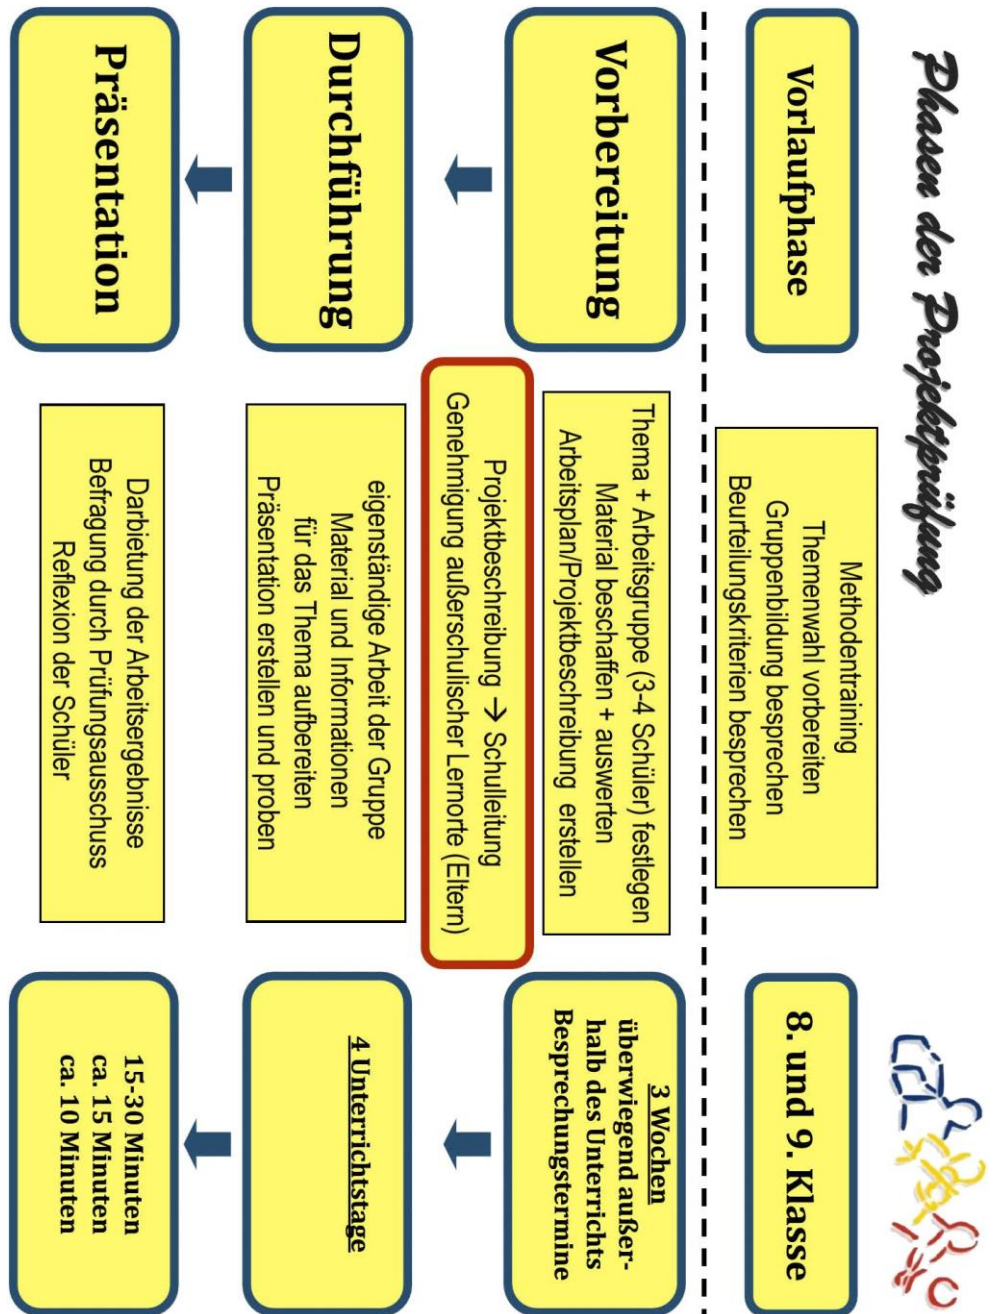 Phasen der Projektprüfung
Vorlaufphase
Methodentraining
Themenwahl vorbereiten
Gruppenbildung besprechen
Beurteilungskriterien besprechen
8. und 9. Klasse
Vorbereitung
Thema + Arbeitsgruppe (3-4 Schüler) festlegen
Material beschaffen + auswerten
Arbeitsplan/Projektbeschreibung erstellen
3 Wochen
überwiegend außer-
halb des Unterrichts
Besprechungstermine
Projektbeschreibung → Schulleitung
Genehmigung außerschulischer Lernorte (Eltern)
Durchführung
eigenständige Arbeit der Gruppe
Material und Informationen
für das Thema aufbereiten
Präsentation erstellen und proben
4 Unterrichtstage
Präsentation
Darbietung der Arbeitsergebnisse
Befragung durch Prüfungsausschuss
Reflexion der Schüler
15-30 Minuten
ca. 15 Minuten
ca. 10 Minuten